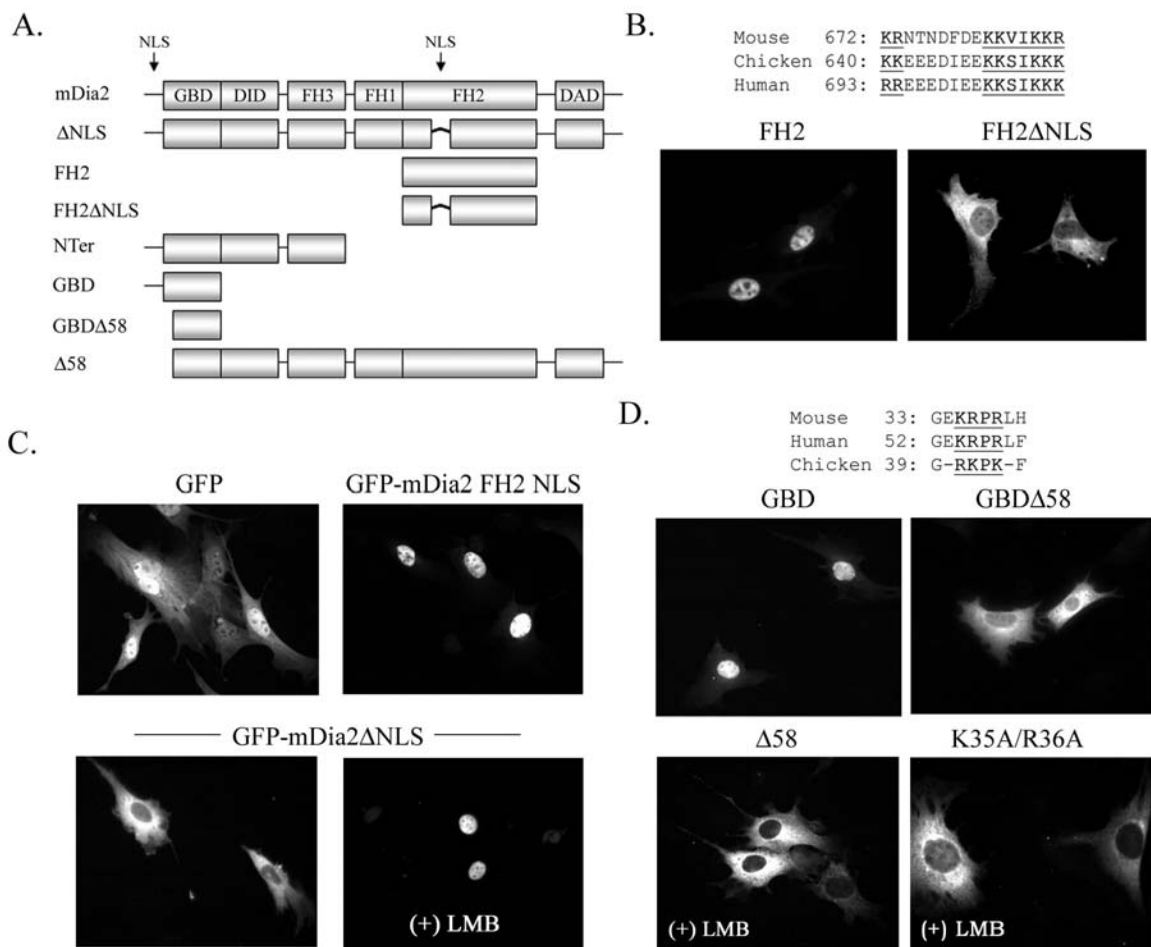 A.
NLS NLS
mDia2 GBD DID FH3 FH1 FH2 DAD
ΔNLS
FH2
FH2ΔNLS
NTer
GBD
GBDΔ58
Δ58
B.
Mouse 672: KRNTNDFDEKKVIKKR
Chicken 640: KKEEEDIEEKKSIKKK
Human 693: RREEEDIEEKKSIKKK
FH2 FH2ΔNLS
C.
GFP GFP-mDia2 FH2 NLS
GFP-mDia2ΔNLS
(+) LMB
D.
Mouse 33: GEKRPRLH
Human 52: GEKRPRLF
Chicken 39: G-RKPK-F
GBD GBDΔ58
Δ58 K35A/R36A
(+) LMB (+) LMB